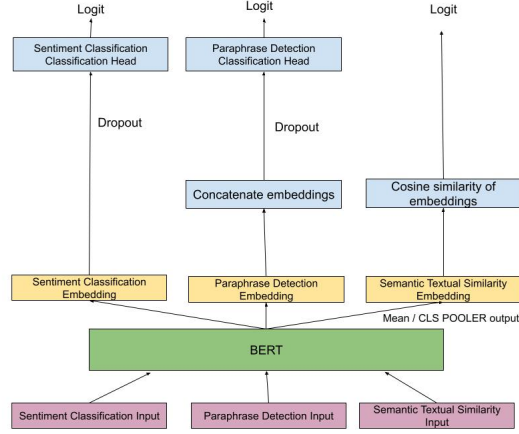 Logit
Logit
Logit
Sentiment Classification
Classification Head
Paraphrase Detection
Classification Head
Dropout
Dropout
Concatenate embeddings
Cosine similarity of
embeddings
Sentiment Classification
Embedding
Paraphrase Detection
Embedding
Semantic Textual Similarity
Embedding
Mean / CLS POOLER output
BERT
Sentiment Classification Input
Paraphrase Detection Input
Semantic Textual Similarity
Input